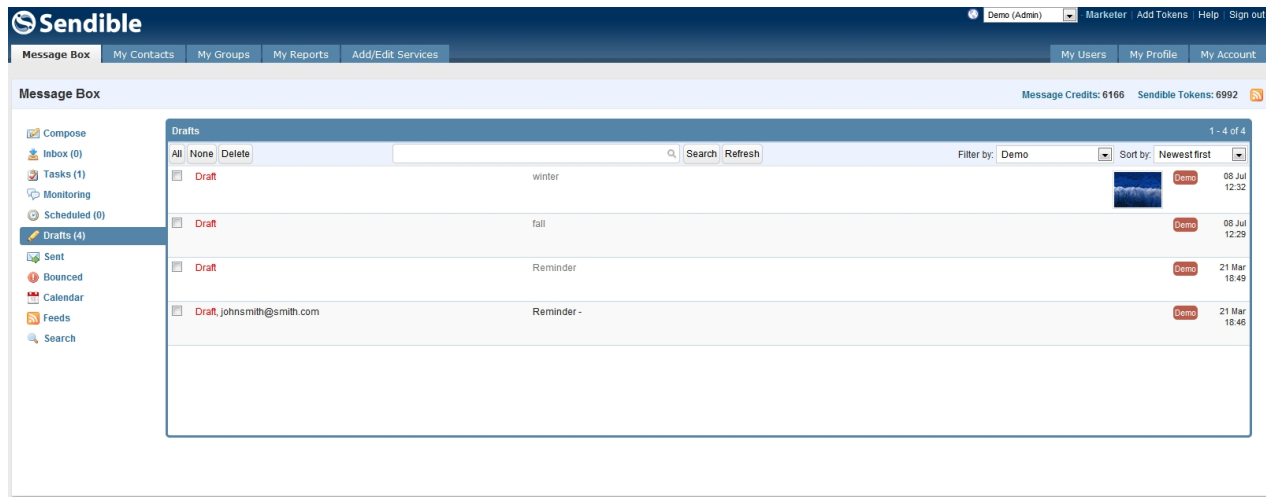 Sendible
Demo (Admin) - Marketer | Add Tokens | Help | Sign out
Message Box My Contacts My Groups My Reports Add/Edit Services My Users My Profile My Account
Message Box Message Credits: 6166 Sendible Tokens: 6992
Compose
Inbox (0)
Tasks (1)
Monitoring
Scheduled (0)
Drafts (4)
Sent
Bounced
Calendar
Feeds
Search
Drafts 1 - 4 of 4
All None Delete Search Refresh Filter by: Demo Sort by: Newest first
Draft winter Demo 08 Jul
12:32
Draft fall Demo 08 Jul
12:29
Draft Reminder Demo 21 Mar
18:49
Draft, johnsmith@smith.com Reminder - Demo 21 Mar
18:46